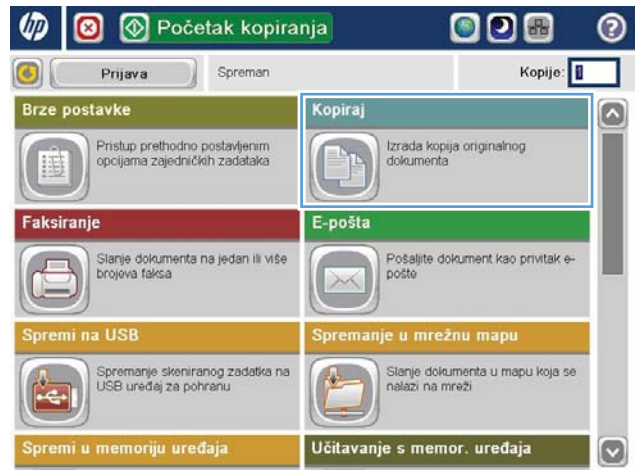 hp Početak kopiranja ?
Prijava Spreman Kopije: 1
Brze postavke Kopiraj
Pristup prethodno postavljenim
opcijama zajedničkih zadataka
Izrada kopija originalnog
dokumenta
Faksiranje E-pošta
Slanje dokumenta na jedan ili više
brojeva faksa
Pošaljite dokument kao privitak e-
pošte
Spremi na USB Spremanje u mrežnu mapu
Spremanje skeniranog zadatka na
USB uređaj za pohranu
Slanje dokumenta u mapu koja se
nalazi na mreži
Spremi u memoriju uređaja Učitavanje s memor. uređaja